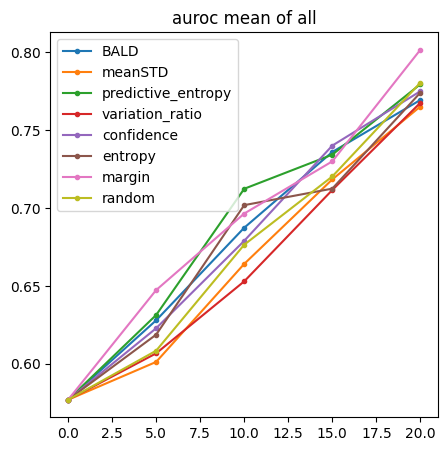 auroc mean of all
BALD
meanSTD
predictive_entropy
variation_ratio
confidence
entropy
margin
random
0.80
0.75
0.70
0.65
0.60
0.0 2.5 5.0 7.5 10.0 12.5 15.0 17.5 20.0